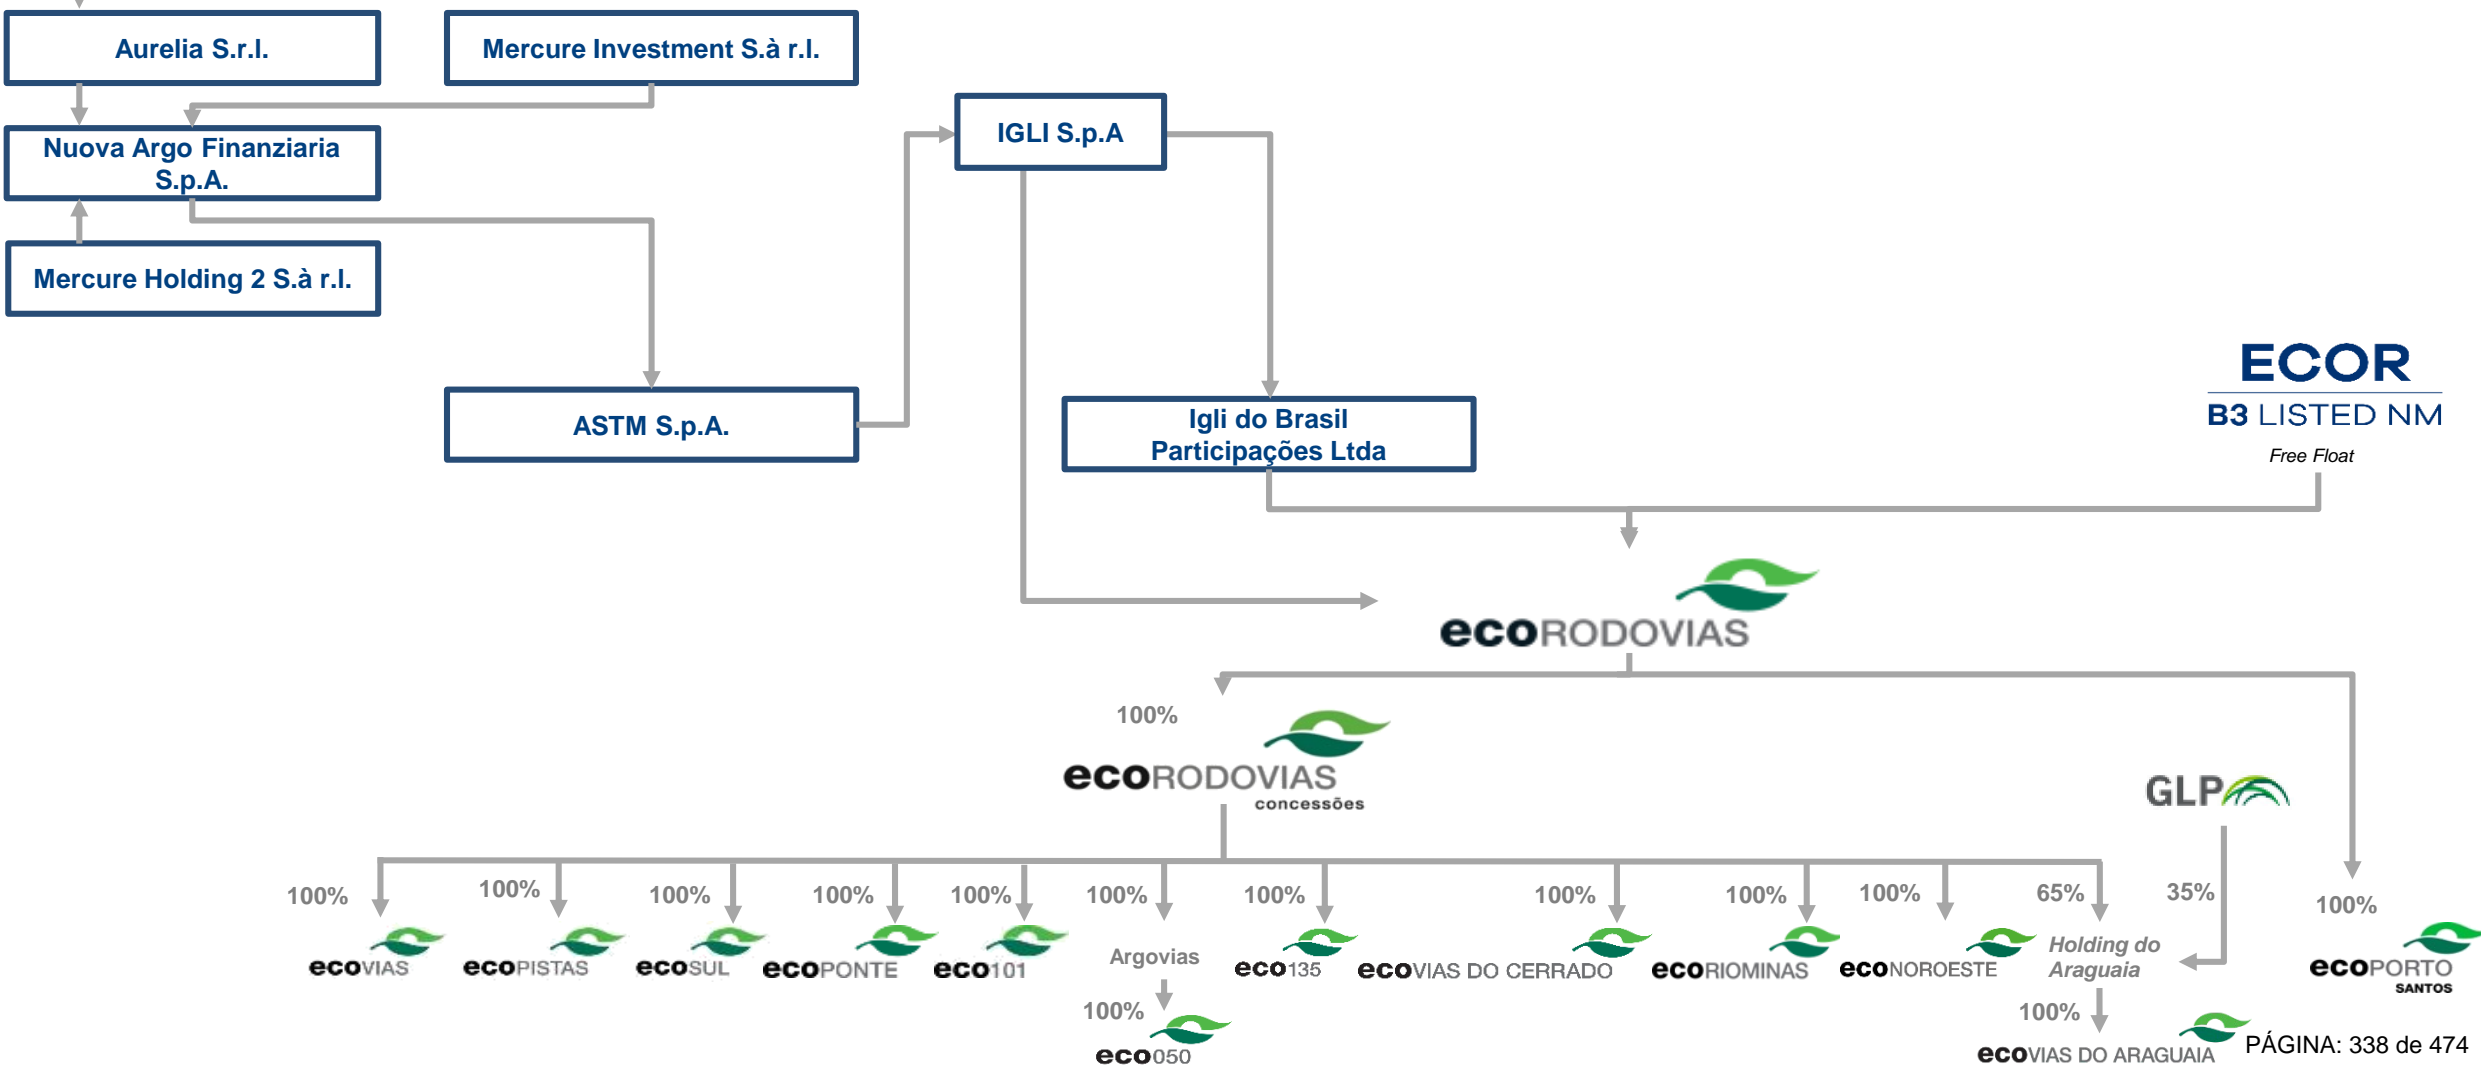 Aurelia S.r.l.
Mercure Investment S.à r.l.
Nuova Argo Finanziaria
S.p.A.
IGLI S.p.A
Mercure Holding 2 S.à r.l.
ASTM S.p.A.
Igli do Brasil
Participações Ltda
ECOR
B3 LISTED NM
Free Float
ecoRODOVIAS
100%
ecoRODOVIAS
concessões
GLP
100%
100%
100%
100%
100%
100%
100%
100%
100%
100%
65%
35%
100%
ecoVIAS
ecoPISTAS
ecoSUL
ecoPONTE
eco101
Argovias
eco135
ecoVIAS DO CERRADO
ecoRIOMINAS
ecoNOROESTE
Holding do
Araguaia
ecoPORTO
SANTOS
100%
eco050
100%
ecoVIAS DO ARAGUAIA
PÁGINA: 338 de 474